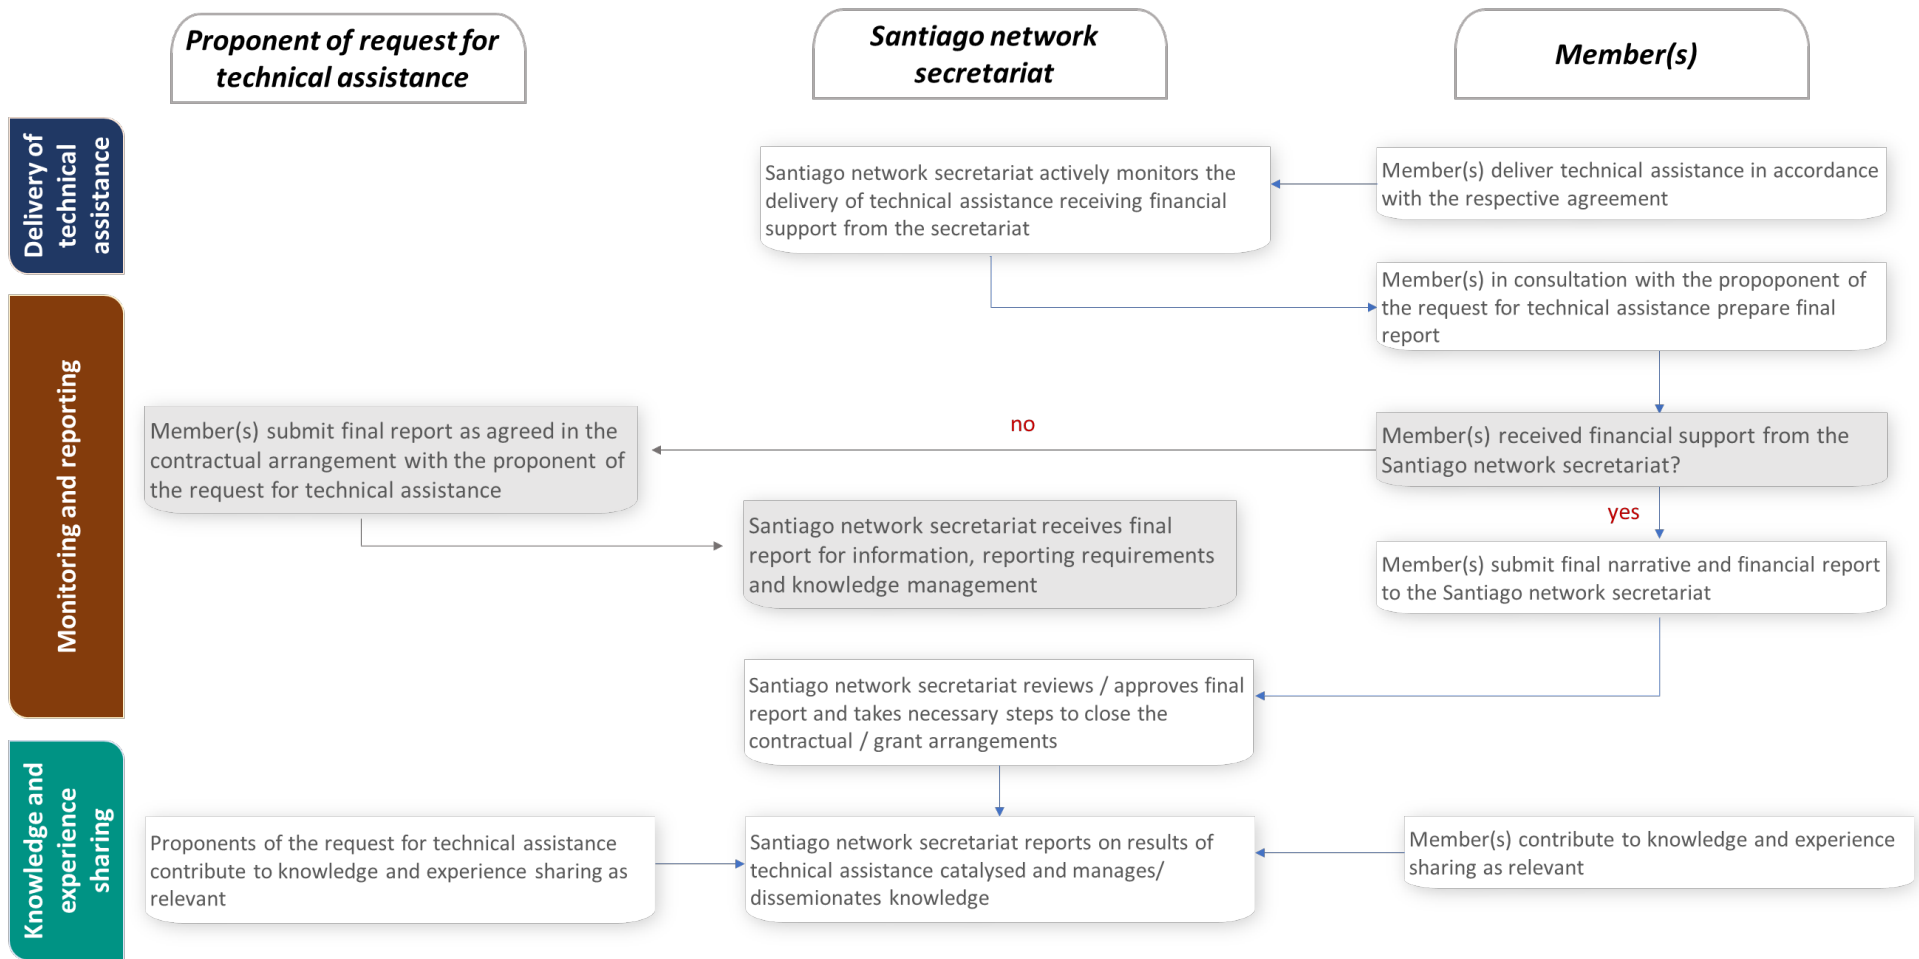 Proponent of request for
technical assistance
Santiago network
secretariat
Member(s)
Delivery of
technical
assistance
Santiago network secretariat actively monitors the
delivery of technical assistance receiving financial
support from the secretariat
Member(s) deliver technical assistance in accordance
with the respective agreement
Member(s) in consultation with the propoponent of
the request for technical assistance prepare final
report
Monitoring and reporting
Member(s) submit final report as agreed in the
contractual arrangement with the proponent of
the request for technical assistance
no
Member(s) received financial support from the
Santiago network secretariat?
yes
Santiago network secretariat receives final
report for information, reporting requirements
and knowledge management
Member(s) submit final narrative and financial report
to the Santiago network secretariat
Santiago network secretariat reviews / approves final
report and takes necessary steps to close the
contractual / grant arrangements
Knowledge and
experience
sharing
Proponents of the request for technical assistance
contribute to knowledge and experience sharing as
relevant
Santiago network secretariat reports on results of
technical assistance catalysed and manages/
dissemionates knowledge
Member(s) contribute to knowledge and experience
sharing as relevant